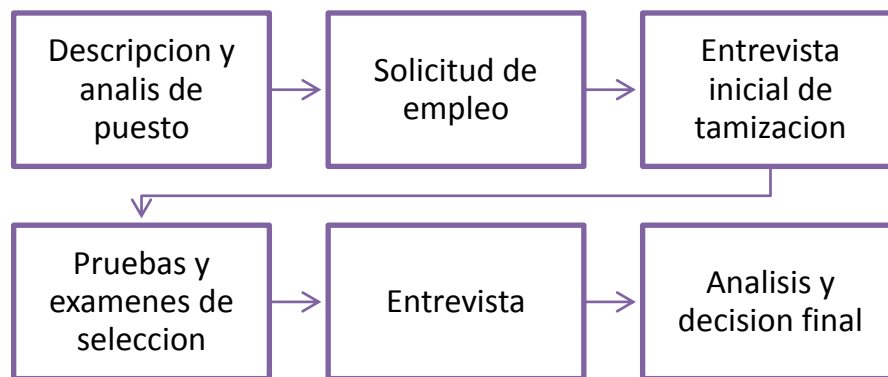 Descripcion y
analis de
puesto
Solicitud de
empleo
Entrevista
inicial de
tamizacion
Pruebas y
examenes de
seleccion
Entrevista
Analisis y
decision final